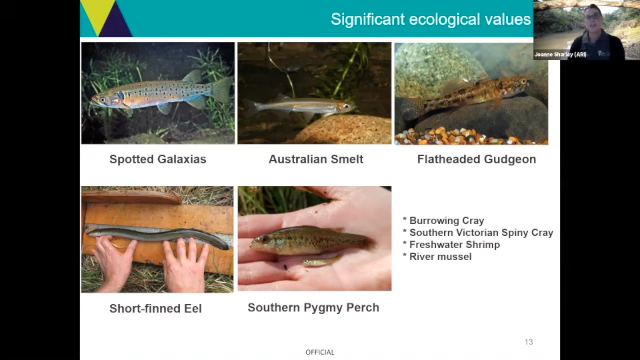 Significant ecological values
Joanne Sharley (ARI)
Spotted Galaxias
Australian Smelt
Flatheaded Gudgeon
* Burrowing Cray
* Southern Victorian Spiny Cray
* Freshwater Shrimp
* River mussel
Short-finned Eel
Southern Pygmy Perch
13
OFFICIAL